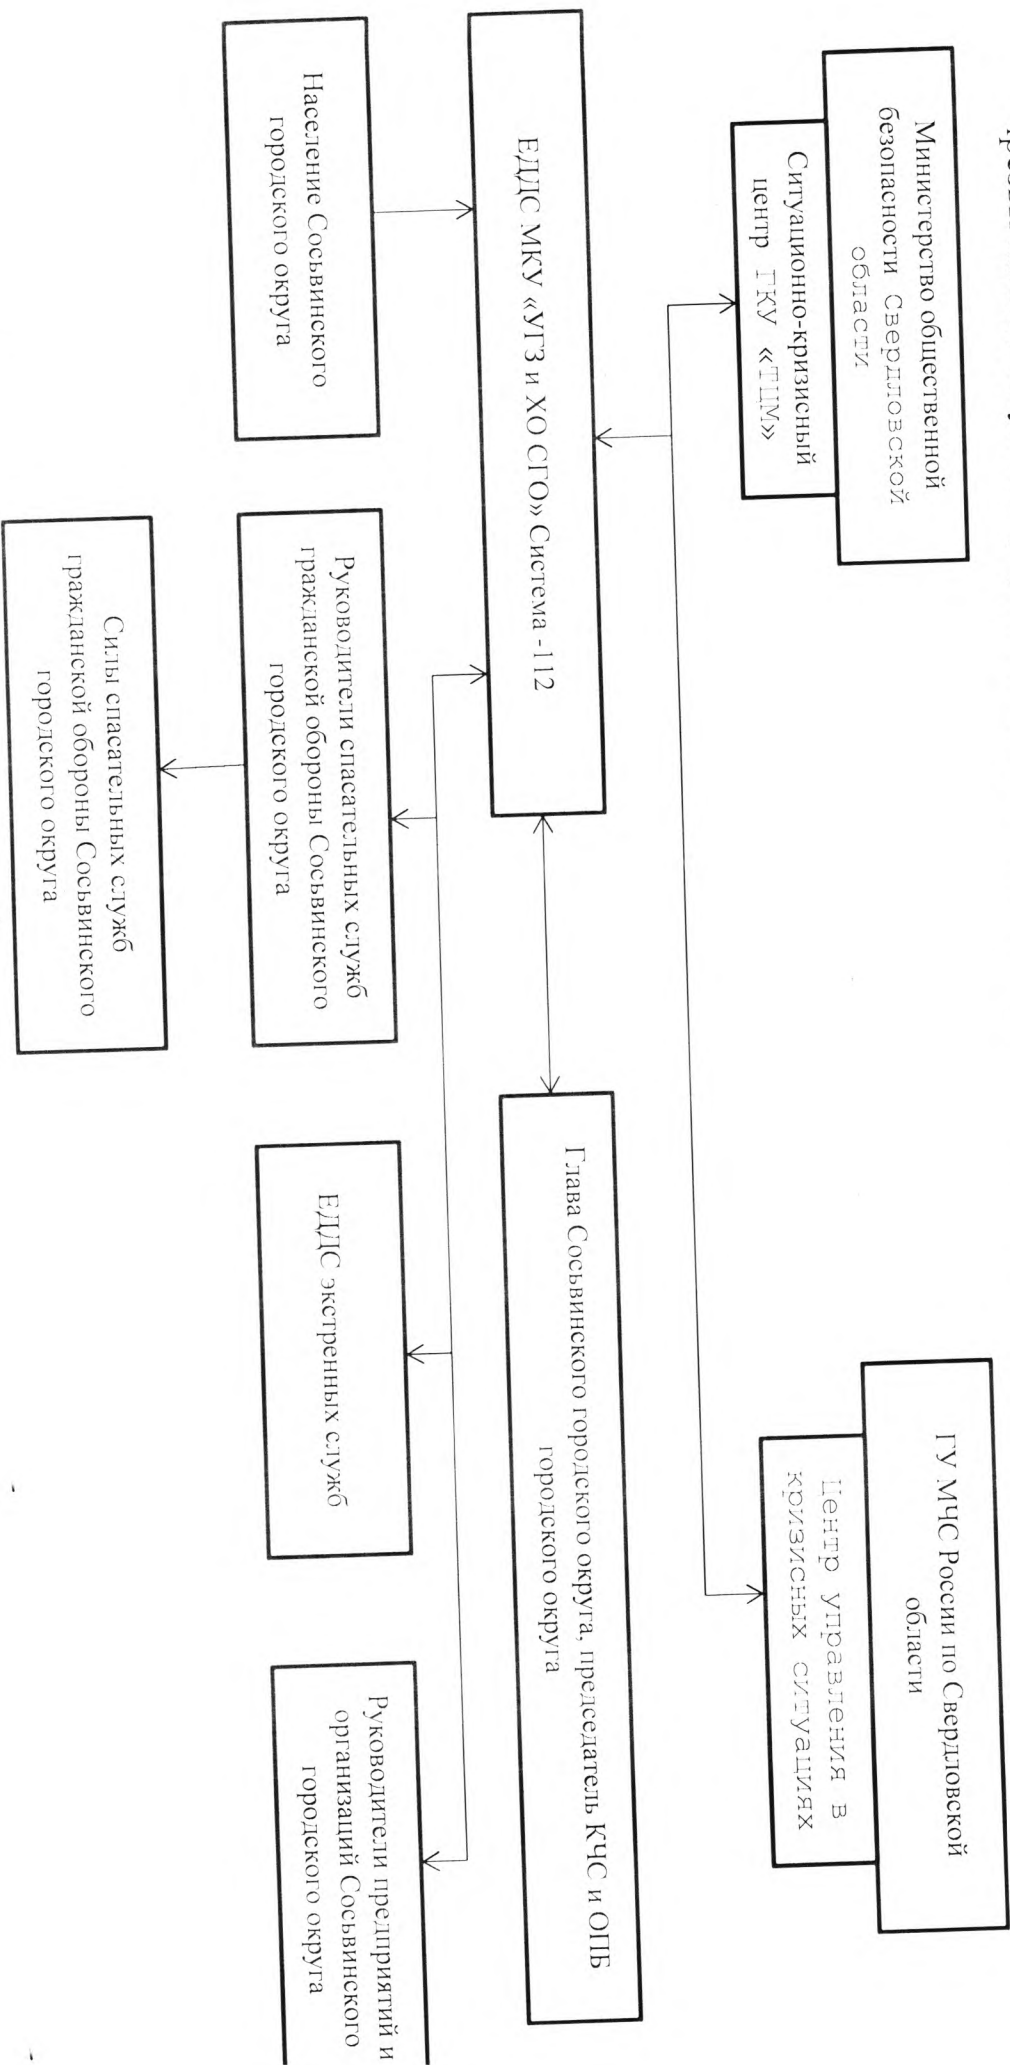 Министерство общественной
безопасности Свердловской
области
Ситуационно-кризисный
центр ГКУ «ТЦМ»
ГУ МЧС России по Свердловской
области
Центр управления в
кризисных ситуациях
ЕДДС МКУ «УГЗ и ХО СГО» Система -112
Глава Сосьвинского городского округа, председатель КЧС и ОПБ
городского округа
Население Сосьвинского
городского округа
Руководители спасательных служб
гражданской обороны Сосьвинского
городского округа
ЕДДС экстренных служб
Руководители предприятий и
организаций Сосьвинского
городского округа
Силы спасательных служб
гражданской обороны Сосьвинского
городского округа